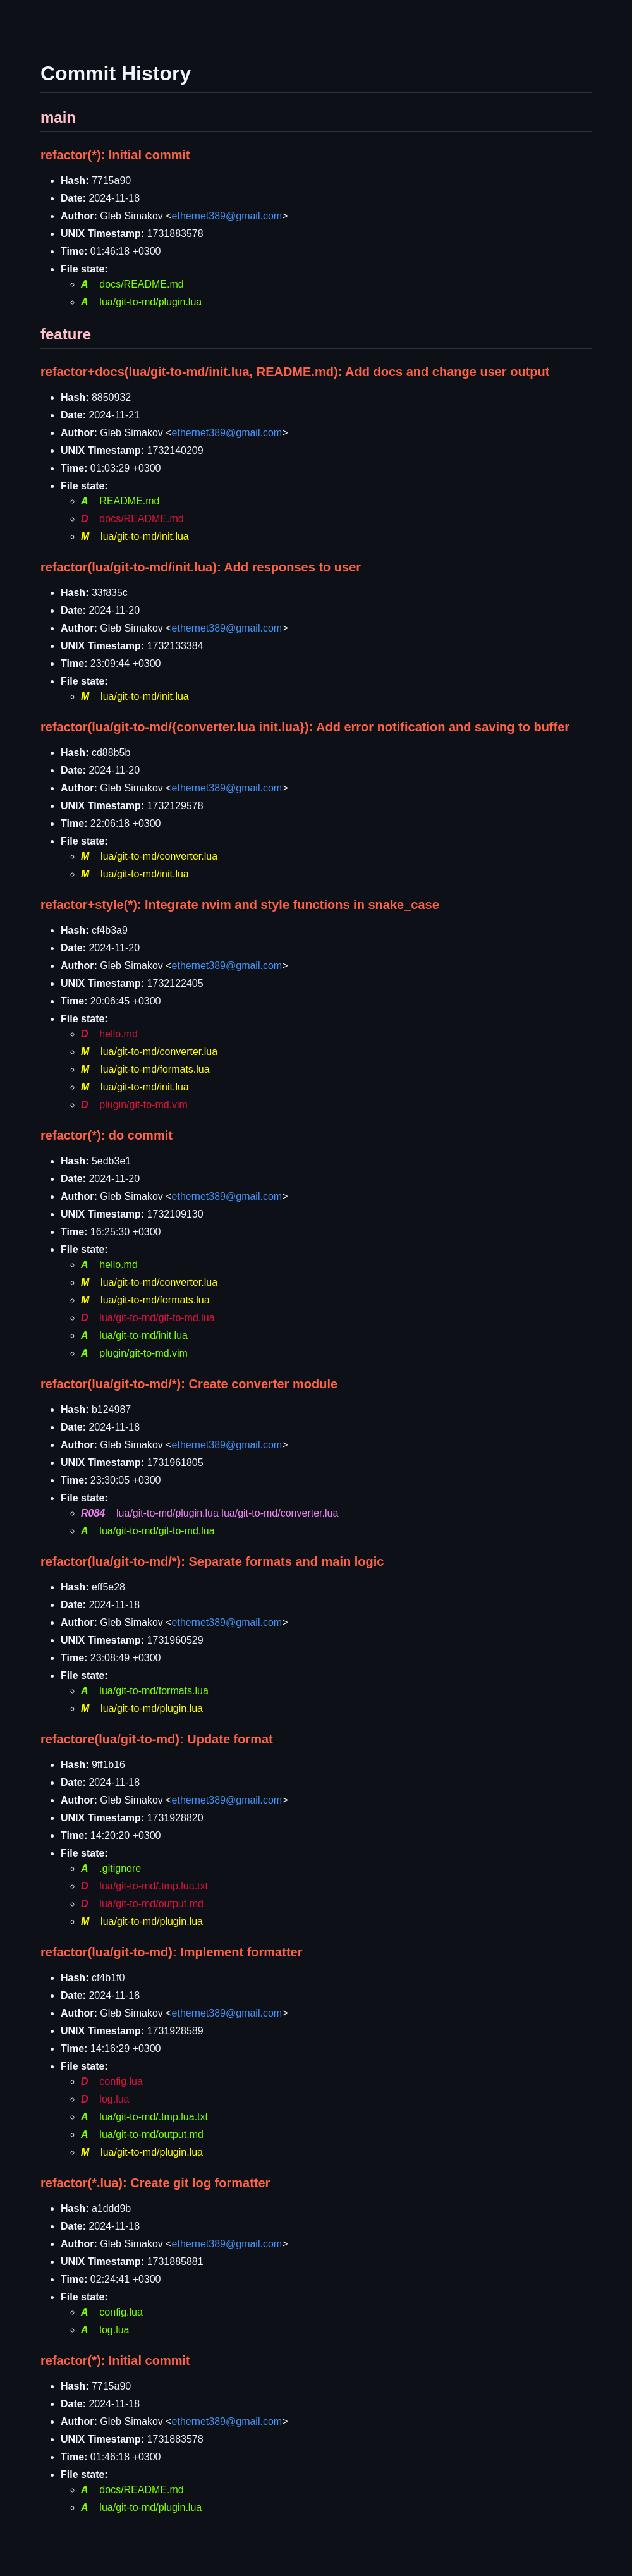 Commit History
main
refactor(*): Initial commit
Hash: 7715a90
Date: 2024-11-18
Author: Gleb Simakov <ethernet389@gmail.com>
UNIX Timestamp: 1731883578
Time: 01:46:18 +0300
File state:
A docs/README.md
A lua/git-to-md/plugin.lua
feature
refactor+docs(lua/git-to-md/init.lua, README.md): Add docs and change user output
Hash: 8850932
Date: 2024-11-21
Author: Gleb Simakov <ethernet389@gmail.com>
UNIX Timestamp: 1732140209
Time: 01:03:29 +0300
File state:
A README.md
D docs/README.md
M lua/git-to-md/init.lua
refactor(lua/git-to-md/init.lua): Add responses to user
Hash: 33f835c
Date: 2024-11-20
Author: Gleb Simakov <ethernet389@gmail.com>
UNIX Timestamp: 1732133384
Time: 23:09:44 +0300
File state:
M lua/git-to-md/init.lua
refactor(lua/git-to-md/{converter.lua init.lua}): Add error notification and saving to buffer
Hash: cd88b5b
Date: 2024-11-20
Author: Gleb Simakov <ethernet389@gmail.com>
UNIX Timestamp: 1732129578
Time: 22:06:18 +0300
File state:
M lua/git-to-md/converter.lua
M lua/git-to-md/init.lua
refactor+style(*): Integrate nvim and style functions in snake_case
Hash: cf4b3a9
Date: 2024-11-20
Author: Gleb Simakov <ethernet389@gmail.com>
UNIX Timestamp: 1732122405
Time: 20:06:45 +0300
File state:
D hello.md
M lua/git-to-md/converter.lua
M lua/git-to-md/formats.lua
M lua/git-to-md/init.lua
D plugin/git-to-md.vim
refactor(*): do commit
Hash: 5edb3e1
Date: 2024-11-20
Author: Gleb Simakov <ethernet389@gmail.com>
UNIX Timestamp: 1732109130
Time: 16:25:30 +0300
File state:
A hello.md
M lua/git-to-md/converter.lua
M lua/git-to-md/formats.lua
D lua/git-to-md/git-to-md.lua
A lua/git-to-md/init.lua
A plugin/git-to-md.vim
refactor(lua/git-to-md/*): Create converter module
Hash: b124987
Date: 2024-11-18
Author: Gleb Simakov <ethernet389@gmail.com>
UNIX Timestamp: 1731961805
Time: 23:30:05 +0300
File state:
R084 lua/git-to-md/plugin.lua lua/git-to-md/converter.lua
A lua/git-to-md/git-to-md.lua
refactor(lua/git-to-md/*): Separate formats and main logic
Hash: eff5e28
Date: 2024-11-18
Author: Gleb Simakov <ethernet389@gmail.com>
UNIX Timestamp: 1731960529
Time: 23:08:49 +0300
File state:
A lua/git-to-md/formats.lua
M lua/git-to-md/plugin.lua
refactore(lua/git-to-md): Update format
Hash: 9ff1b16
Date: 2024-11-18
Author: Gleb Simakov <ethernet389@gmail.com>
UNIX Timestamp: 1731928820
Time: 14:20:20 +0300
File state:
A .gitignore
D lua/git-to-md/.tmp.lua.txt
D lua/git-to-md/output.md
M lua/git-to-md/plugin.lua
refactor(lua/git-to-md): Implement formatter
Hash: cf4b1f0
Date: 2024-11-18
Author: Gleb Simakov <ethernet389@gmail.com>
UNIX Timestamp: 1731928589
Time: 14:16:29 +0300
File state:
D config.lua
D log.lua
A lua/git-to-md/.tmp.lua.txt
A lua/git-to-md/output.md
M lua/git-to-md/plugin.lua
refactor(*.lua): Create git log formatter
Hash: a1ddd9b
Date: 2024-11-18
Author: Gleb Simakov <ethernet389@gmail.com>
UNIX Timestamp: 1731885881
Time: 02:24:41 +0300
File state:
A config.lua
A log.lua
refactor(*): Initial commit
Hash: 7715a90
Date: 2024-11-18
Author: Gleb Simakov <ethernet389@gmail.com>
UNIX Timestamp: 1731883578
Time: 01:46:18 +0300
File state:
A docs/README.md
A lua/git-to-md/plugin.lua